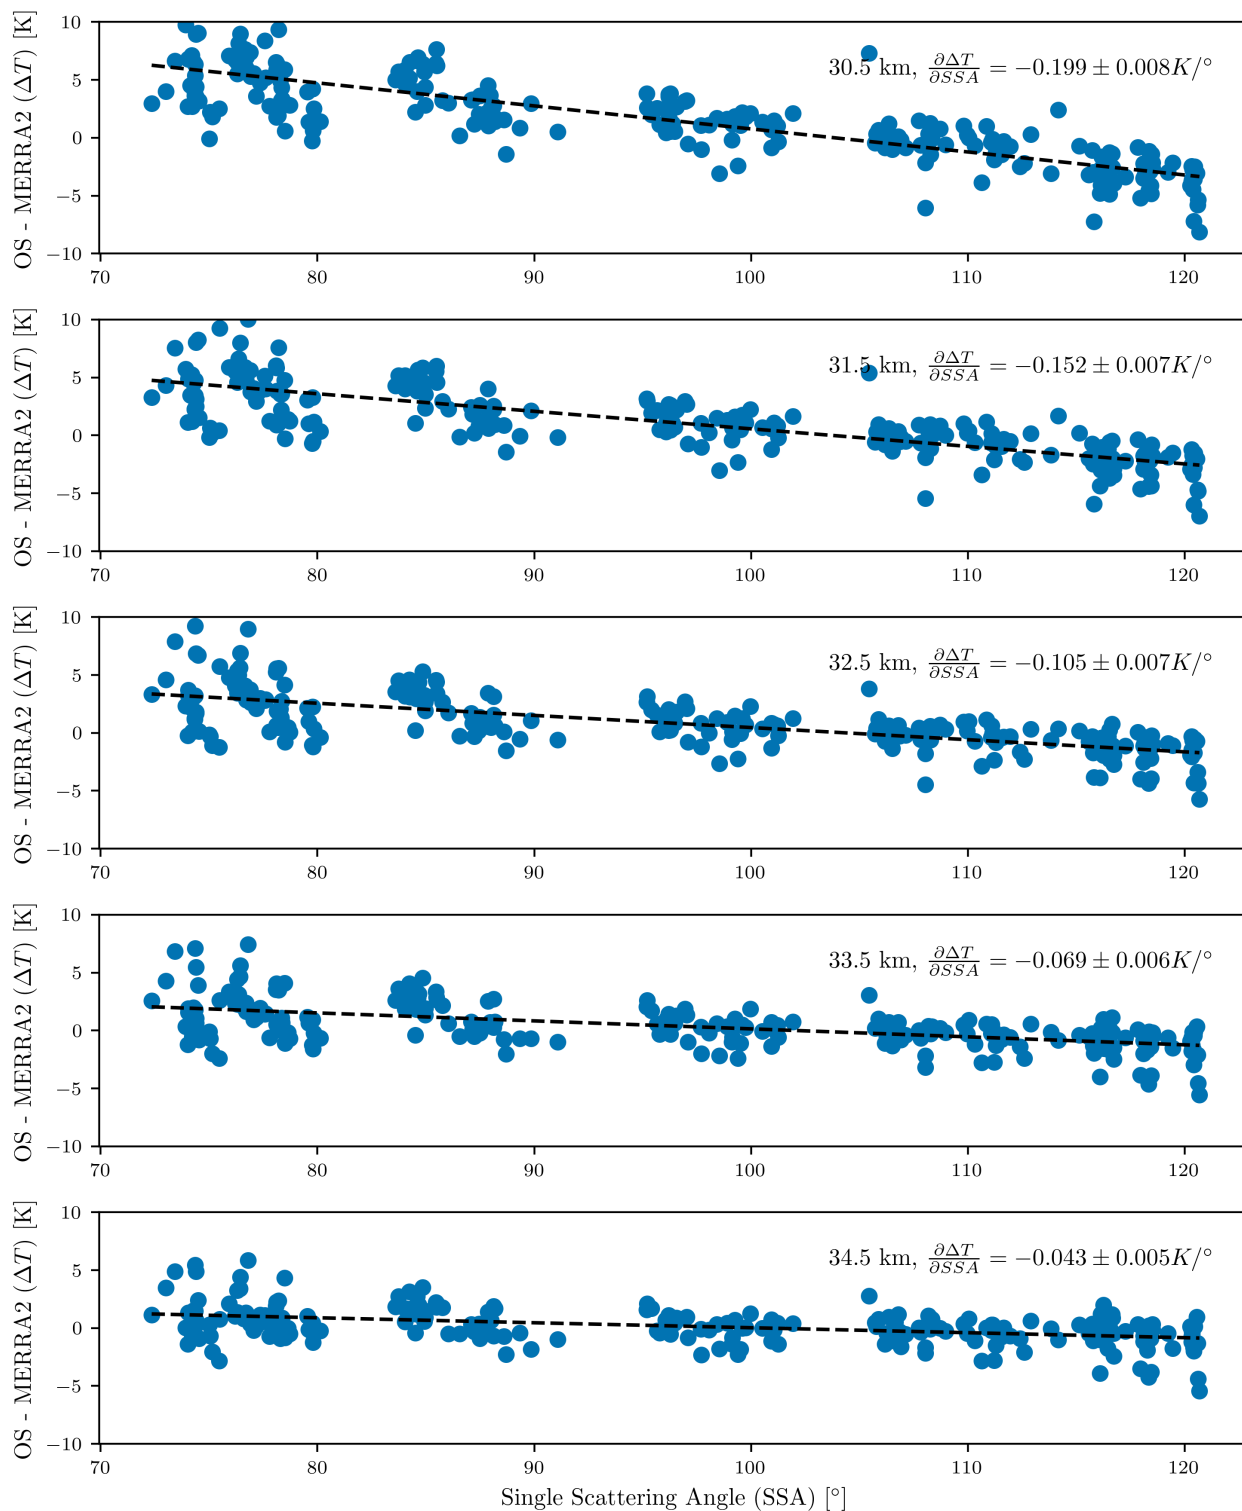 OS - MERRA2 (ΔT) [K]
10
5
0
−5
−10
30.5 km, ∂ΔT/∂SSA = −0.199 ± 0.008K/°
70 80 90 100 110 120
OS - MERRA2 (ΔT) [K]
10
5
0
−5
−10
31.5 km, ∂ΔT/∂SSA = −0.152 ± 0.007K/°
70 80 90 100 110 120
OS - MERRA2 (ΔT) [K]
10
5
0
−5
−10
32.5 km, ∂ΔT/∂SSA = −0.105 ± 0.007K/°
70 80 90 100 110 120
OS - MERRA2 (ΔT) [K]
10
5
0
−5
−10
33.5 km, ∂ΔT/∂SSA = −0.069 ± 0.006K/°
70 80 90 100 110 120
OS - MERRA2 (ΔT) [K]
10
5
0
−5
−10
34.5 km, ∂ΔT/∂SSA = −0.043 ± 0.005K/°
70 80 90 100 110 120
Single Scattering Angle (SSA) [°]